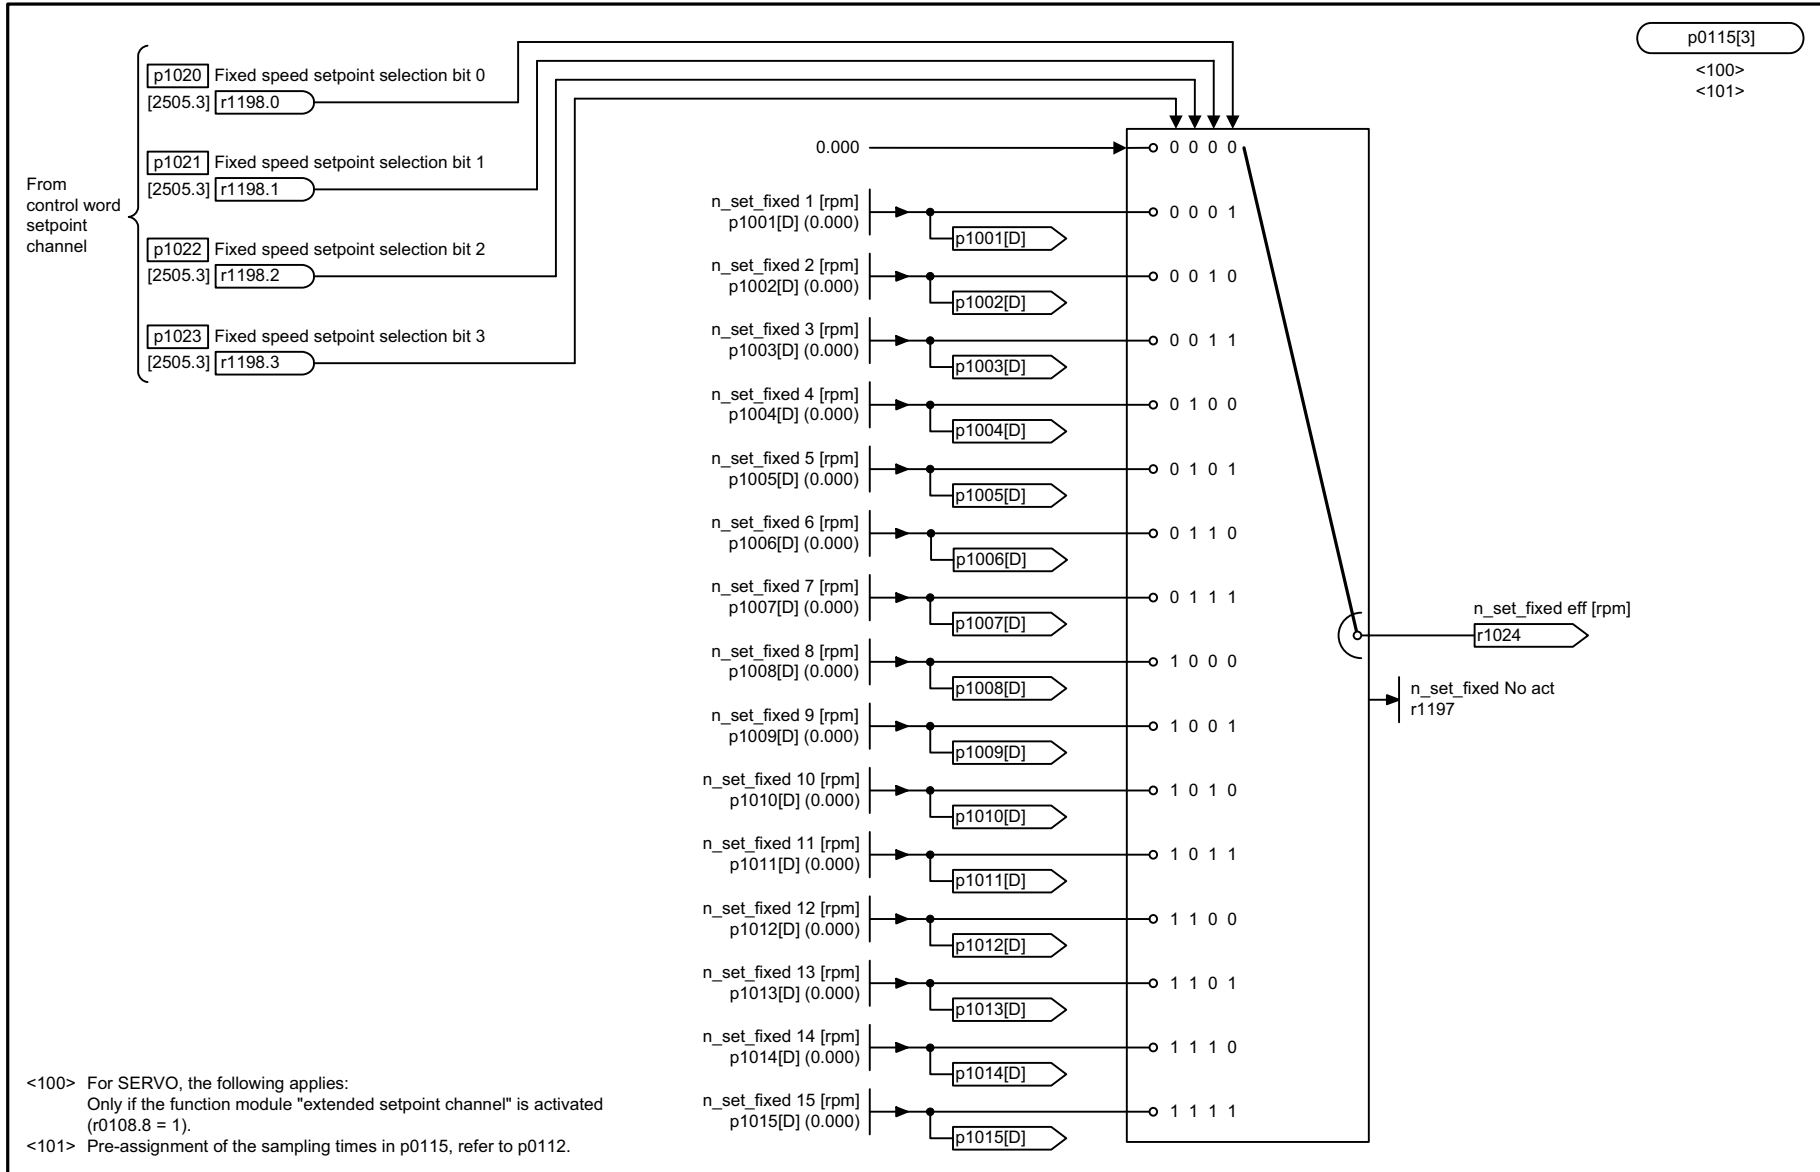 p0115[3]
<100>
<101>
From
control word
setpoint
channel
p1020 Fixed speed setpoint selection bit 0
[2505.3] r1198.0
p1021 Fixed speed setpoint selection bit 1
[2505.3] r1198.1
p1022 Fixed speed setpoint selection bit 2
[2505.3] r1198.2
p1023 Fixed speed setpoint selection bit 3
[2505.3] r1198.3
0.000 0 0 0 0
n_set_fixed 1 [rpm]
p1001[D] (0.000) 0 0 0 1
p1001[D]
n_set_fixed 2 [rpm]
p1002[D] (0.000) 0 0 1 0
p1002[D]
n_set_fixed 3 [rpm]
p1003[D] (0.000) 0 0 1 1
p1003[D]
n_set_fixed 4 [rpm]
p1004[D] (0.000) 0 1 0 0
p1004[D]
n_set_fixed 5 [rpm]
p1005[D] (0.000) 0 1 0 1
p1005[D]
n_set_fixed 6 [rpm]
p1006[D] (0.000) 0 1 1 0
p1006[D]
n_set_fixed 7 [rpm]
p1007[D] (0.000) 0 1 1 1
p1007[D]
n_set_fixed 8 [rpm]
p1008[D] (0.000) 1 0 0 0
p1008[D]
n_set_fixed 9 [rpm]
p1009[D] (0.000) 1 0 0 1
p1009[D]
n_set_fixed 10 [rpm]
p1010[D] (0.000) 1 0 1 0
p1010[D]
n_set_fixed 11 [rpm]
p1011[D] (0.000) 1 0 1 1
p1011[D]
n_set_fixed 12 [rpm]
p1012[D] (0.000) 1 1 0 0
p1012[D]
n_set_fixed 13 [rpm]
p1013[D] (0.000) 1 1 0 1
p1013[D]
n_set_fixed 14 [rpm]
p1014[D] (0.000) 1 1 1 0
p1014[D]
n_set_fixed 15 [rpm]
p1015[D] (0.000) 1 1 1 1
p1015[D]
n_set_fixed eff [rpm]
r1024
n_set_fixed No act
r1197
<100> For SERVO, the following applies:
Only if the function module "extended setpoint channel" is activated
(r0108.8 = 1).
<101> Pre-assignment of the sampling times in p0115, refer to p0112.